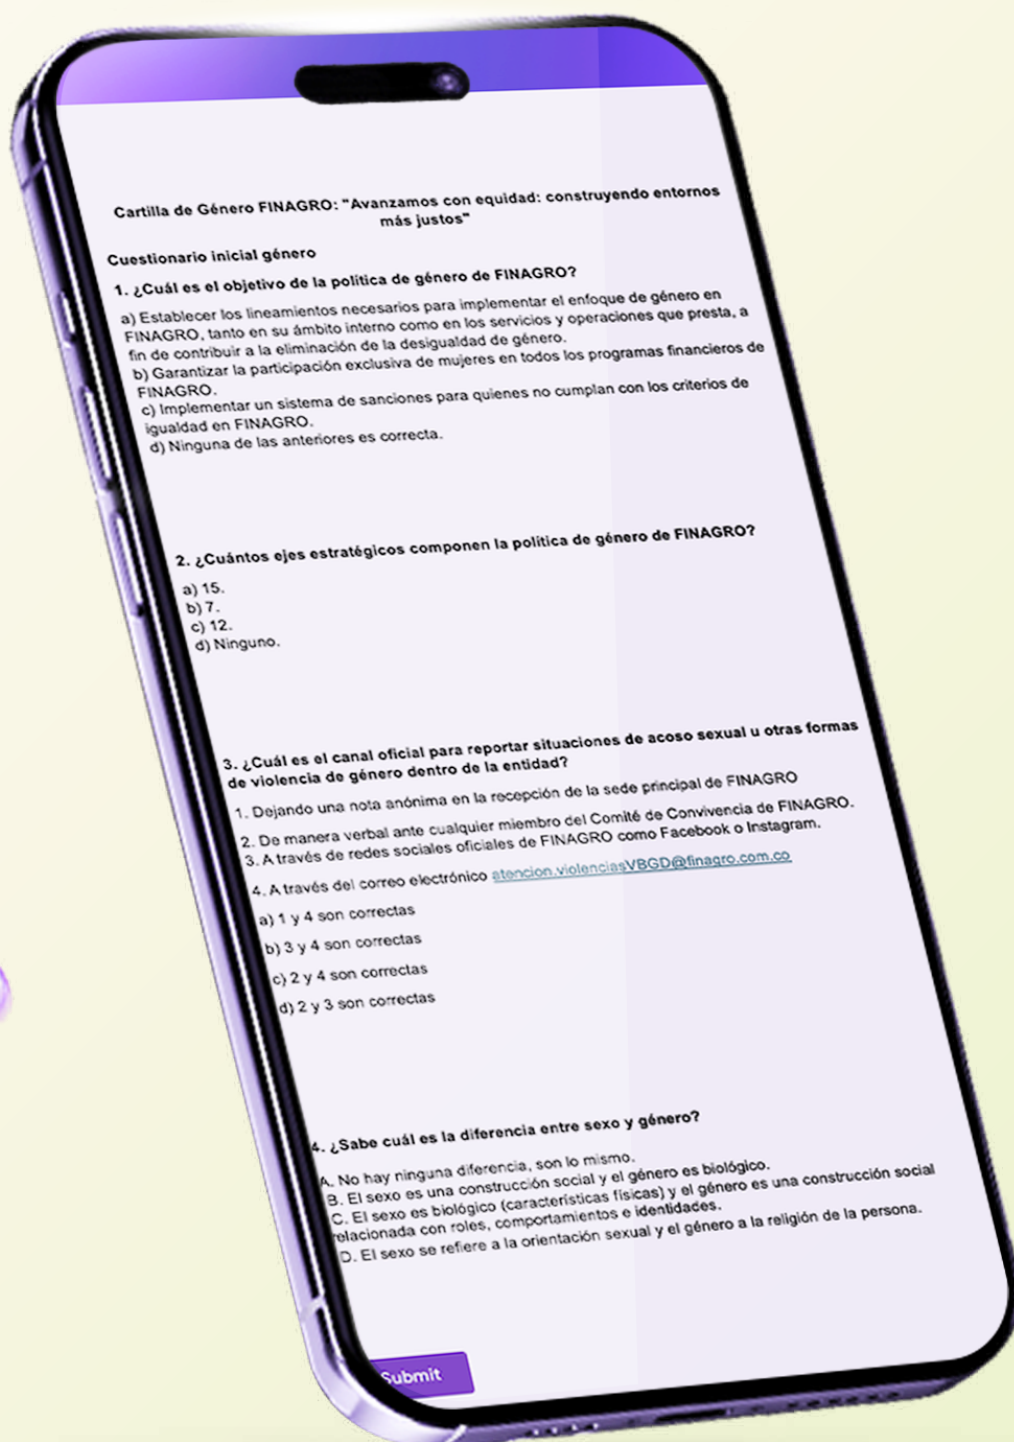 Cartilla de Género FINAGRO: "Avanzamos con equidad: construyendo entornos
más justos"
Cuestionario inicial género
1. ¿Cuál es el objetivo de la política de género de FINAGRO?
a) Establecer los lineamientos necesarios para implementar el enfoque de género en
FINAGRO, tanto en su ámbito interno como en los servicios y operaciones que presta, a
fin de contribuir a la eliminación de la desigualdad de género.
b) Garantizar la participación exclusiva de mujeres en todos los programas financieros de
FINAGRO.
c) Implementar un sistema de sanciones para quienes no cumplan con los criterios de
igualdad en FINAGRO.
d) Ninguna de las anteriores es correcta.
2. ¿Cuántos ejes estratégicos componen la política de género de FINAGRO?
a) 15.
b) 7.
c) 12.
d) Ninguno.
3. ¿Cuál es el canal oficial para reportar situaciones de acoso sexual u otras formas
de violencia de género dentro de la entidad?
1. Dejando una nota anónima en la recepción de la sede principal de FINAGRO
2. De manera verbal ante cualquier miembro del Comité de Convivencia de FINAGRO.
3. A través de redes sociales oficiales de FINAGRO como Facebook o Instagram.
4. A través del correo electrónico atencion.violenciasVBGD@finagro.com.co
a) 1 y 4 son correctas
b) 3 y 4 son correctas
c) 2 y 4 son correctas
d) 2 y 3 son correctas
4. ¿Sabe cuál es la diferencia entre sexo y género?
A. No hay ninguna diferencia, son lo mismo.
B. El sexo es una construcción social y el género es biológico.
C. El sexo es biológico (características físicas) y el género es una construcción social
relacionada con roles, comportamientos e identidades.
D. El sexo se refiere a la orientación sexual y el género a la religión de la persona.
Submit